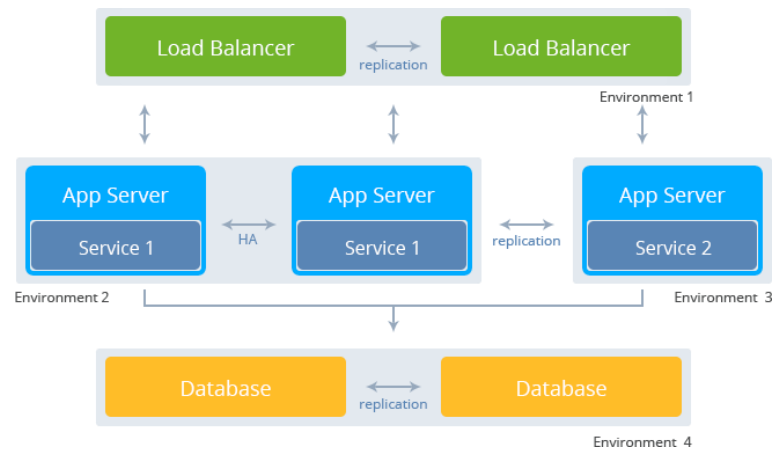 Load Balancer
replication
Load Balancer
Environment 1
App Server
Service 1
HA
App Server
Service 1
replication
App Server
Service 2
Environment 2
Environment 3
Database
replication
Database
Environment 4